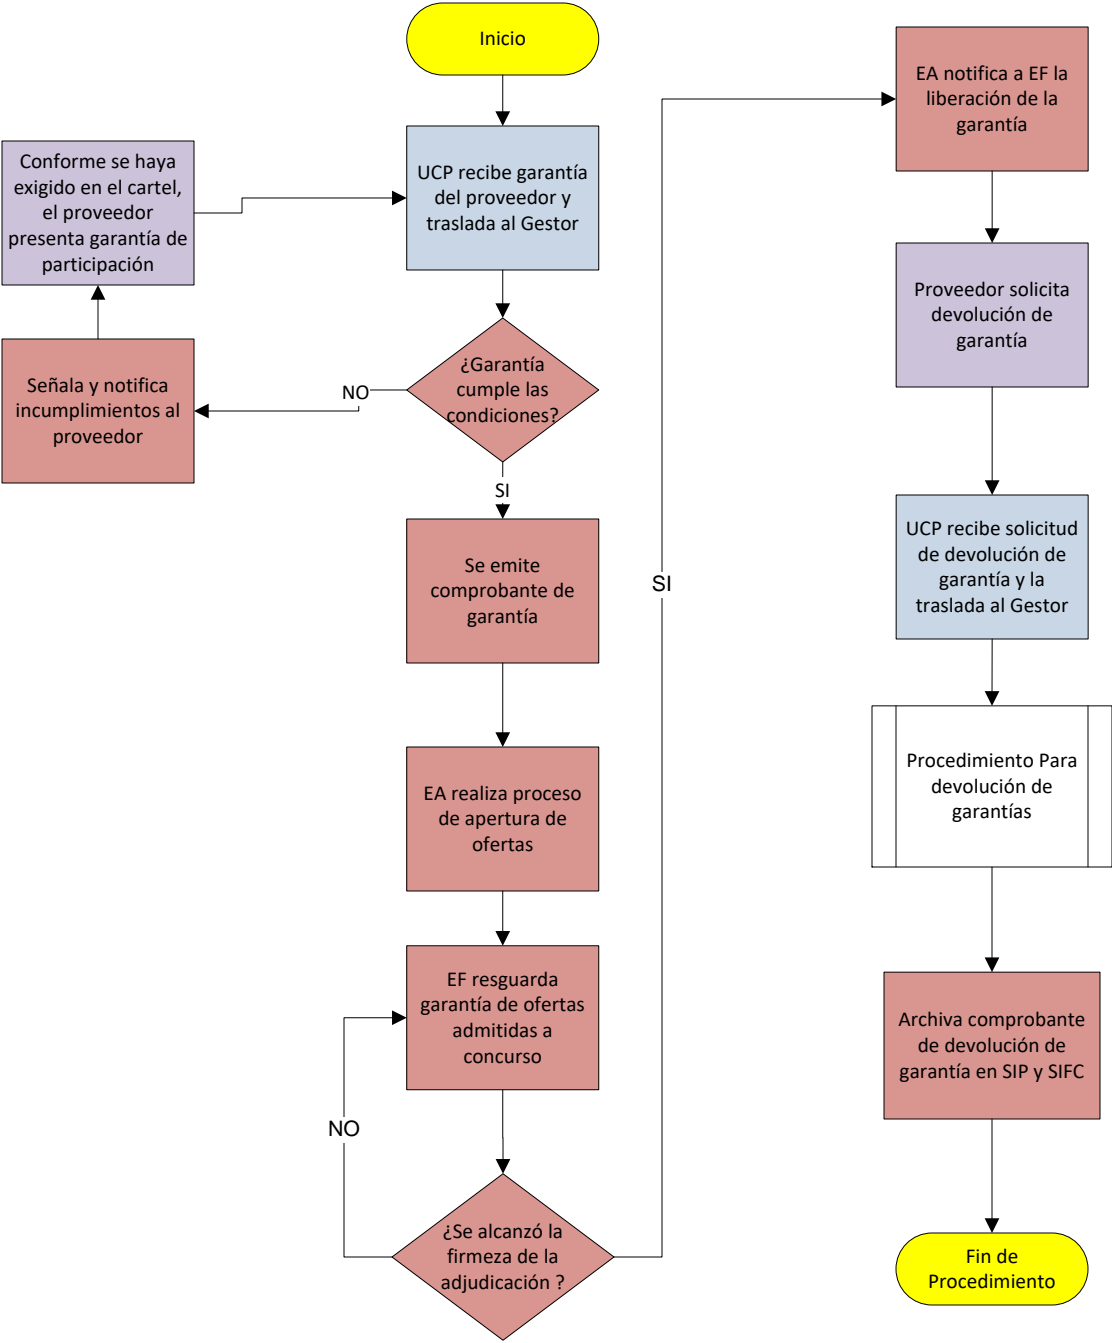 Inicio
UCP recibe garantía
del proveedor y
traslada al Gestor
Conforme se haya
exigido en el cartel,
el proveedor
presenta garantía de
participación
Señala y notifica
incumplimientos al
proveedor
NO
¿Garantía
cumple las
condiciones?
SI
Se emite
comprobante de
garantía
EA realiza proceso
de apertura de
ofertas
EF resguarda
garantía de ofertas
admitidas a
concurso
NO
¿Se alcanzó la
firmeza de la
adjudicación ?
SI
EA notifica a EF la
liberación de la
garantía
Proveedor solicita
devolución de
garantía
UCP recibe solicitud
de devolución de
garantía y la
traslada al Gestor
Procedimiento Para
devolución de
garantías
Archiva comprobante
de devolución de
garantía en SIP y SIFC
Fin de
Procedimiento